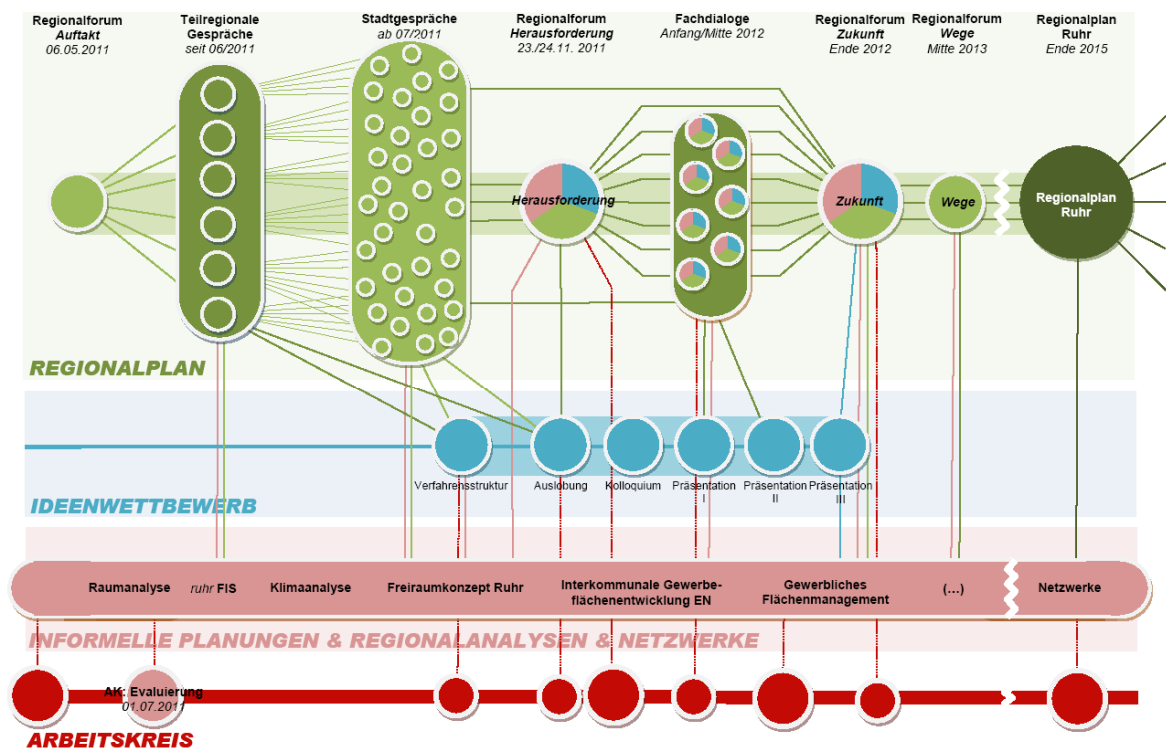 Regionalforum
Auftakt
06.05.2011
Teilregionale
Gespräche
seit 06/2011
Stadtgespräche
ab 07/2011
Regionalforum
Herausforderung
23./24.11. 2011
Fachdialoge
Anfang/Mitte 2012
Regionalforum
Zukunft
Ende 2012
Regionalforum
Wege
Mitte 2013
Regionalplan
Ruhr
Ende 2015
Herausforderung
Zukunft
Wege
Regionalplan
Ruhr
REGIONALPLAN
Verfahrensstruktur
Auslobung
Kolloquium
Präsentation
I
Präsentation
II
Präsentation
III
IDEENWETTBEWERB
Raumanalyse
ruhr FIS
Klimaanalyse
Freiraumkonzept Ruhr
Interkommunale Gewerbe-
flächenentwicklung EN
Gewerbliches
Flächenmanagement
(...)
Netzwerke
INFORMELLE PLANUNGEN & REGIONALANALYSEN & NETZWERKE
AK: Evaluierung
01.07.2011
ARBEITSKREIS